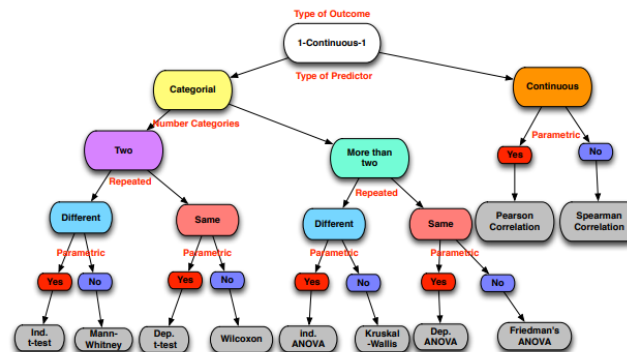 Type of Outcome
1-Continuous-1
Type of Predictor
Categorial
Continuous
Number Categories
Parametric
Two
More than
two
Yes
No
Repeated
Repeated
Pearson
Correlation
Spearman
Correlation
Different
Same
Different
Same
Parametric
Parametric
Parametric
Parametric
Yes
No
Yes
No
Yes
No
Yes
No
Ind.
t-test
Mann-
Whitney
Dep.
t-test
Wilcoxon
ind.
ANOVA
Kruskal
-Wallis
Dep.
ANOVA
Friedman's
ANOVA